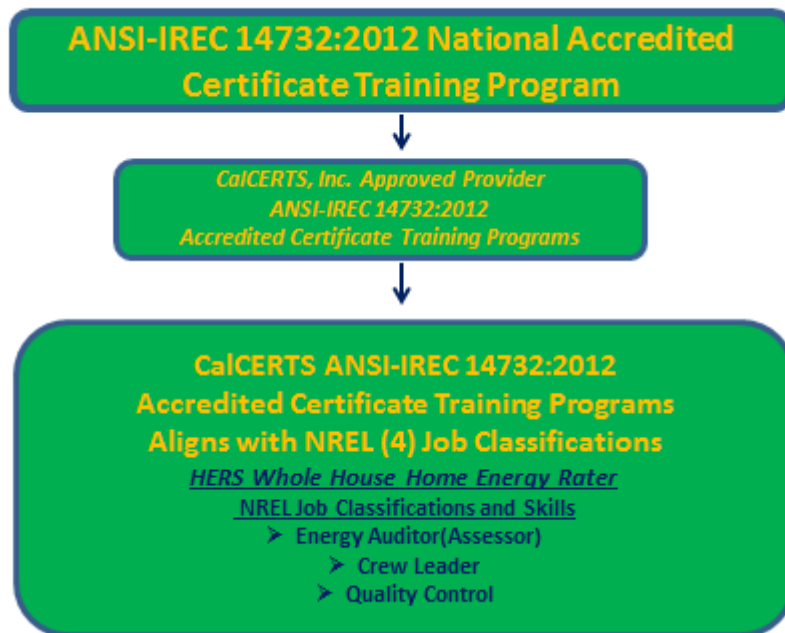 ANSI-IREC 14732:2012 National Accredited
Certificate Training Program
CalCERTS, Inc. Approved Provider
ANSI-IREC 14732:2012
Accredited Certificate Training Programs
CalCERTS ANSI-IREC 14732:2012
Accredited Certificate Training Programs
Aligns with NREL (4) Job Classifications
HERS Whole House Home Energy Rater
NREL Job Classifications and Skills
➤ Energy Auditor(Assessor)
➤ Crew Leader
➤ Quality Control